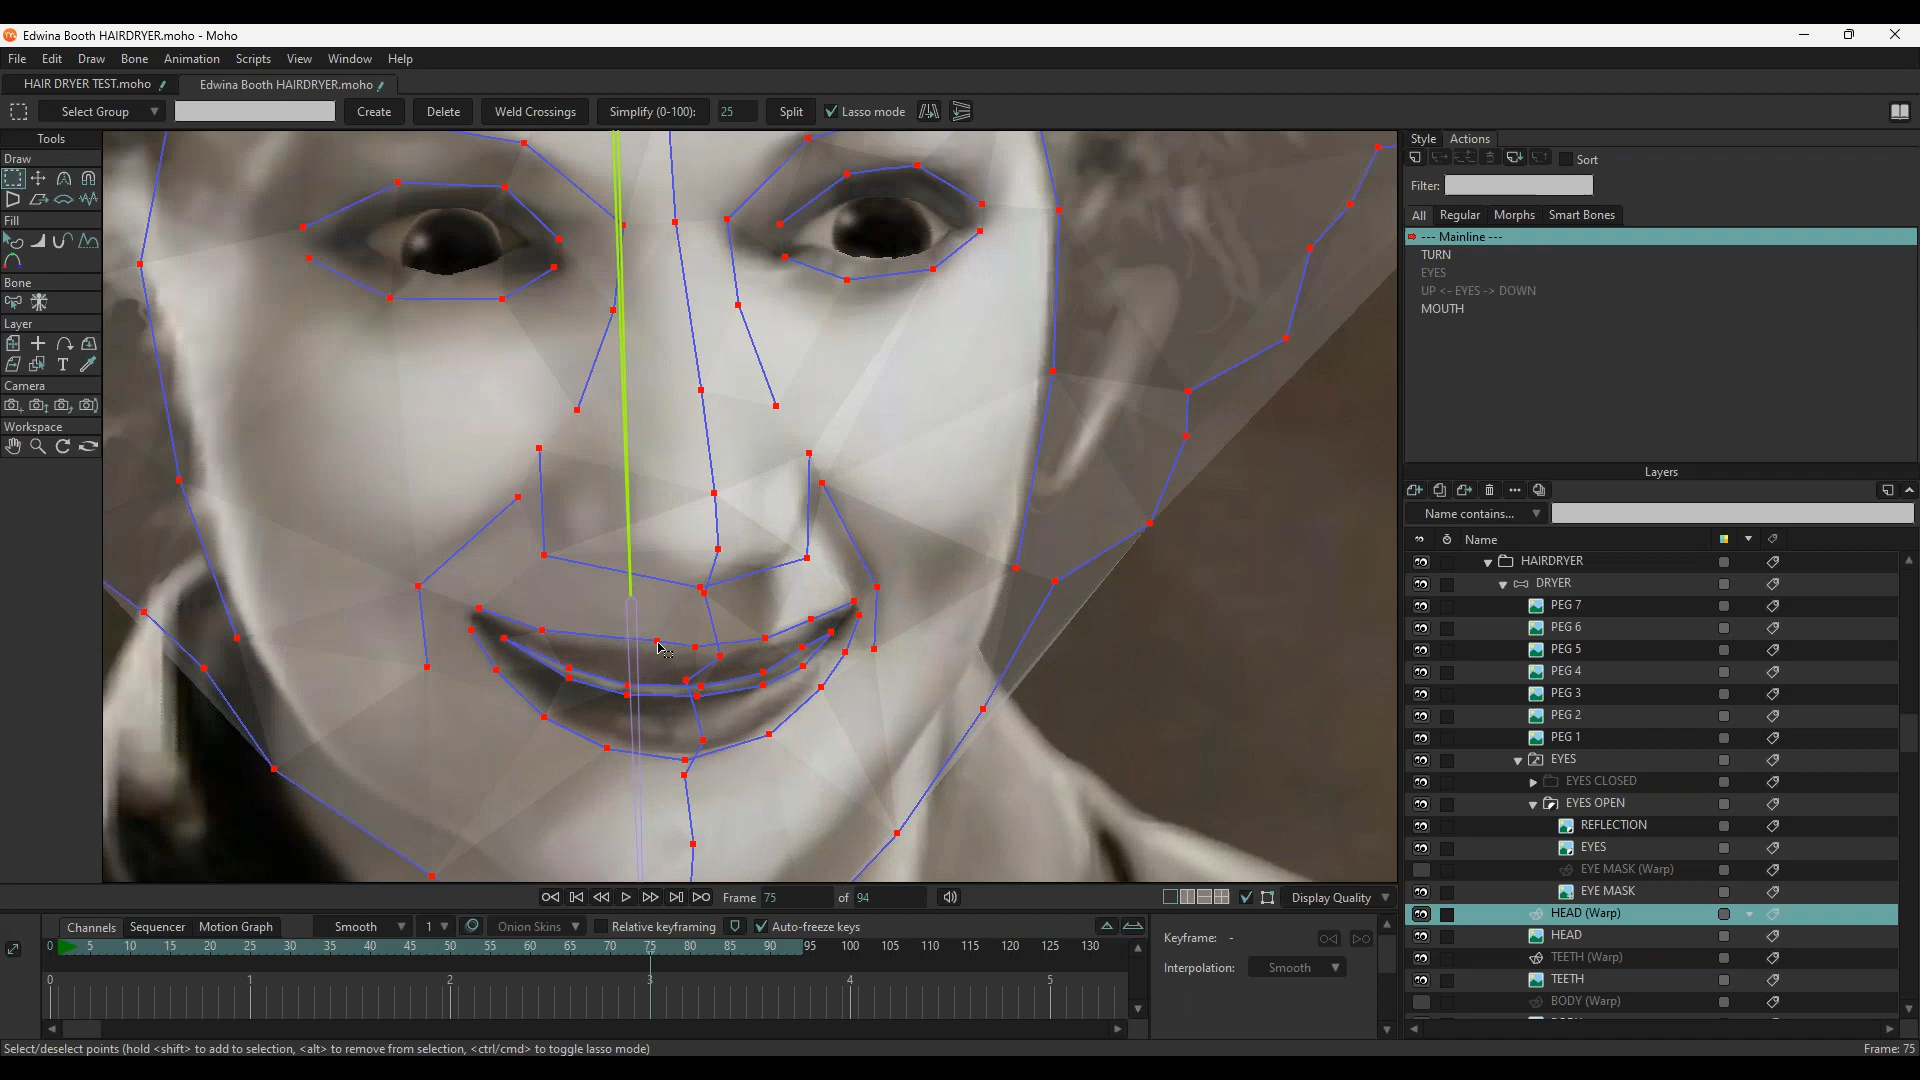 Edwina Booth HAIRDRYER.moho - Moho
File Edit Draw Bone Animation Scripts View Window Help
HAIR DRYER TEST.moho Edwina Booth HAIRDRYER.moho
Select Group Create Delete Weld Crossings Simplify (0-100): 25 Split Lasso mode
Tools
Draw
Fill
Bone
Layer
Camera
Workspace
Style Actions
Sort
Filter:
All Regular Morphs Smart Bones
--- Mainline ---
TURN
EYES
UP <- EYES -> DOWN
MOUTH
Layers
Name contains...
Name
HAIRDRYER
DRYER
PEG 7
PEG 6
PEG 5
PEG 4
PEG 3
PEG 2
PEG 1
EYES
EYES CLOSED
EYES OPEN
REFLECTION
EYES
EYE MASK (Warp)
EYE MASK
HEAD (Warp)
HEAD
TEETH (Warp)
TEETH
BODY (Warp)
Frame 75 of 94 Display Quality
Channels Sequencer Motion Graph Smooth 1 Onion Skins Relative keyframing Auto-freeze keys
0 5 10 15 20 25 30 35 40 45 50 55 60 65 70 75 80 85 90 95 100 105 110 115 120 125 130
0 1 2 3 4 5
Keyframe: -
Interpolation: Smooth
Select/deselect points (hold <shift> to add to selection, <alt> to remove from selection, <ctrl/cmd> to toggle lasso mode) Frame: 75